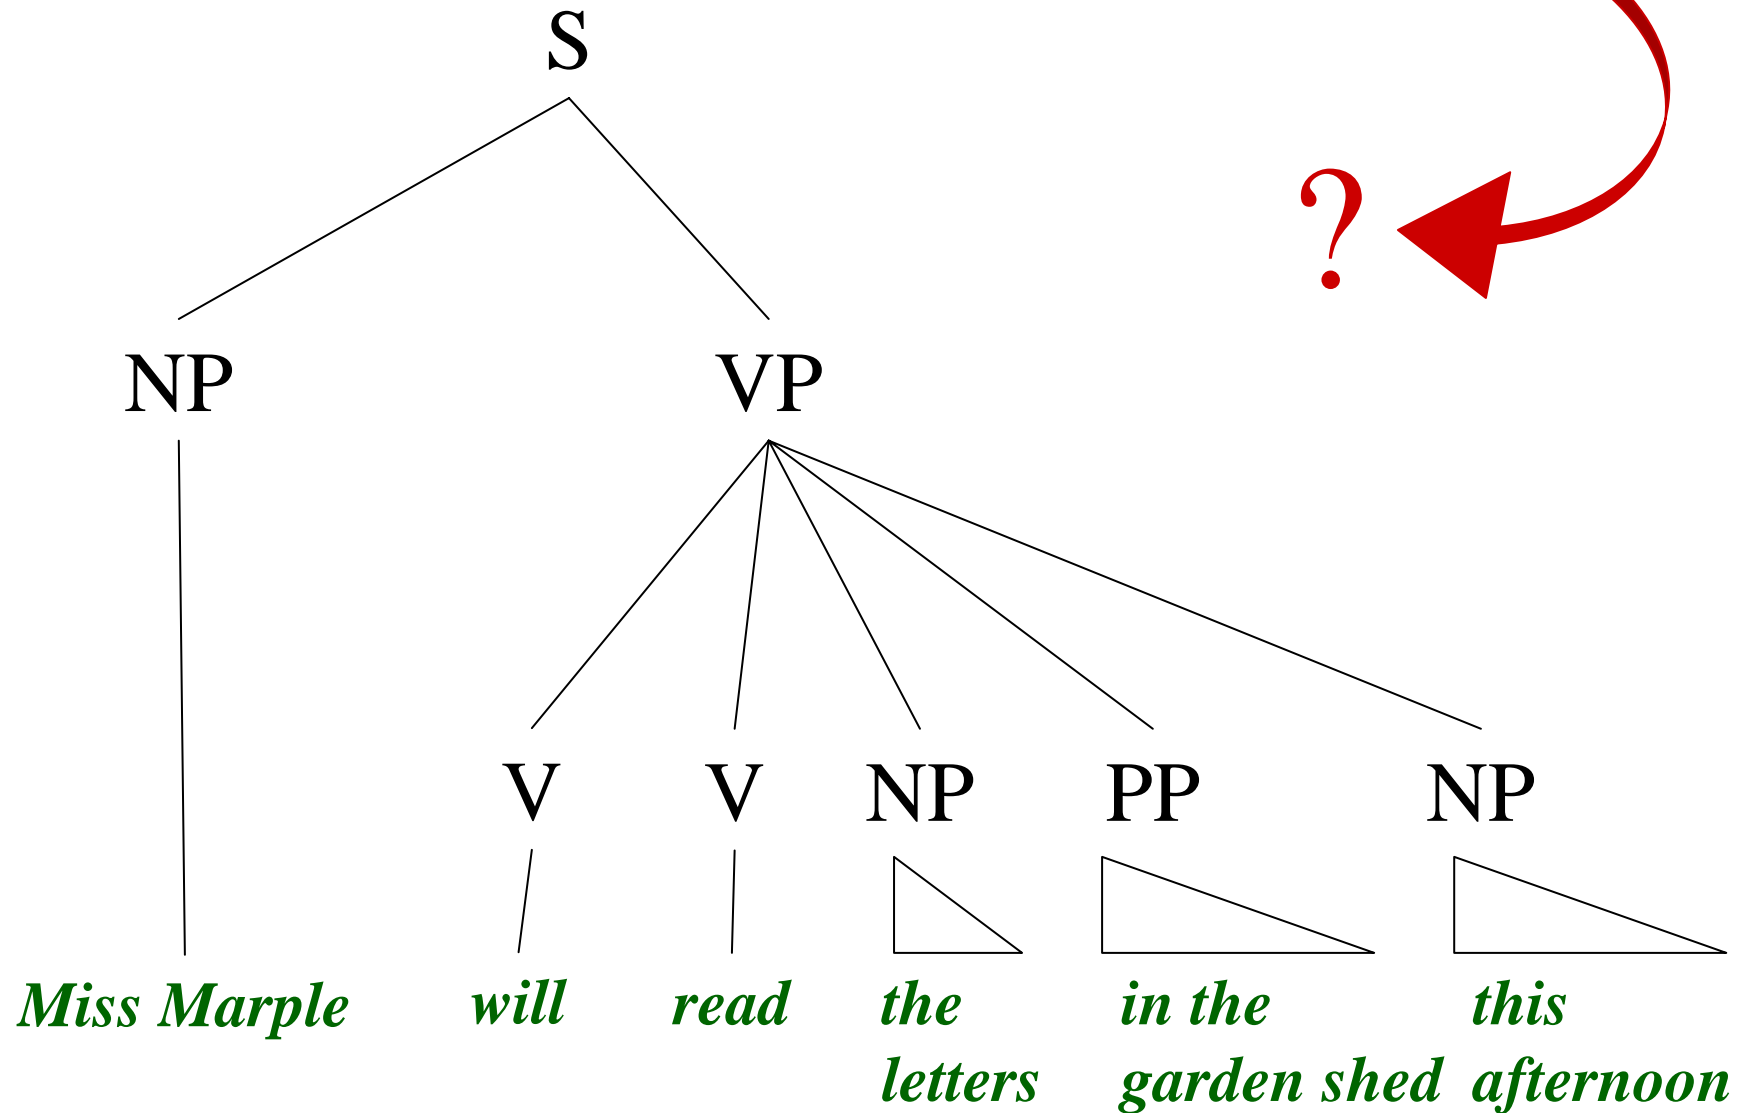 S
?
NP VP
V V NP PP NP
Miss Marple will read the in the this
letters garden shed afternoon